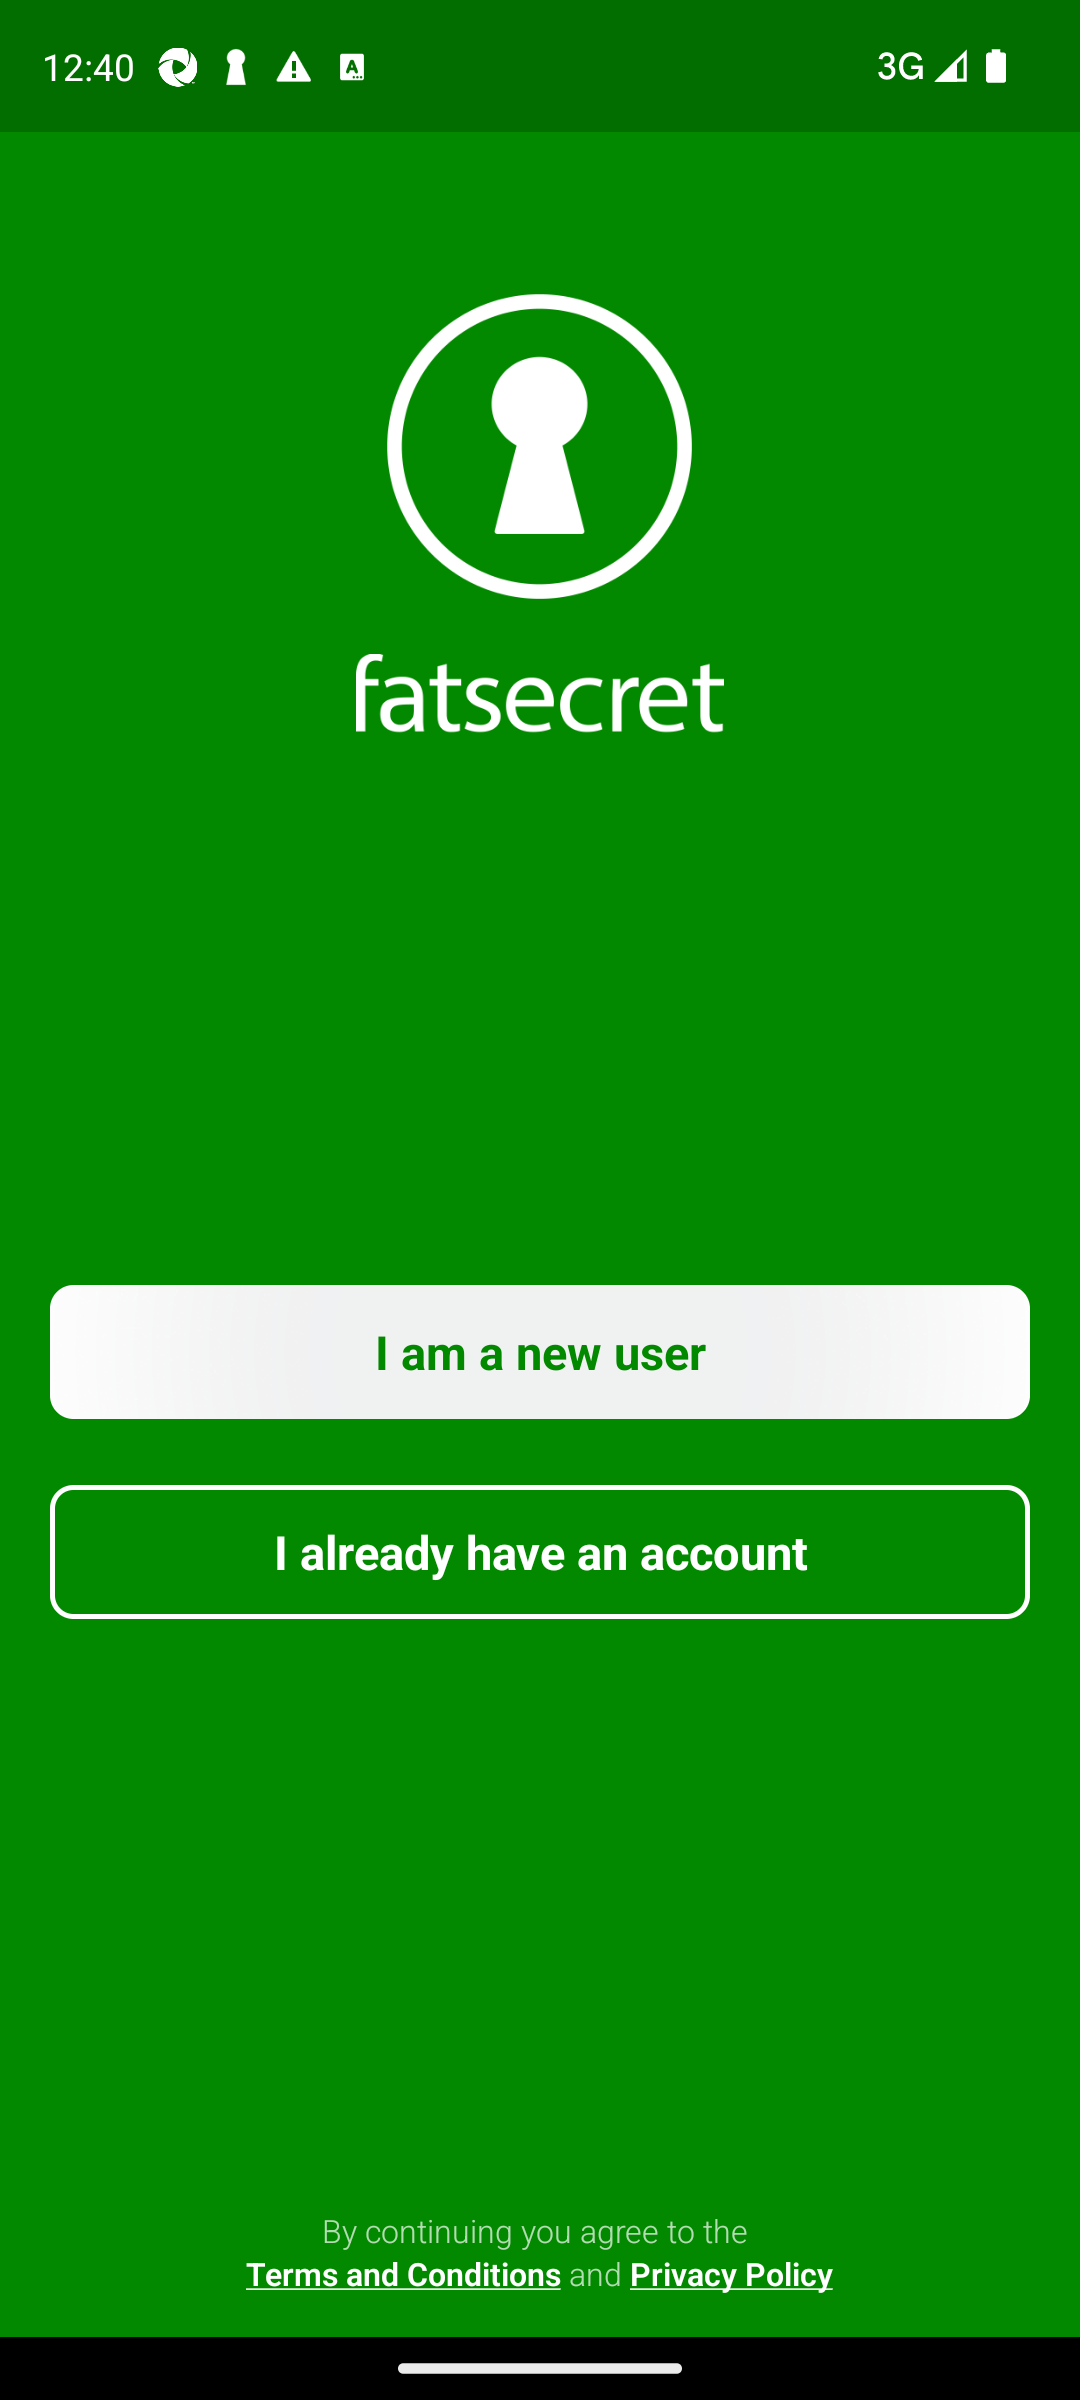 12:40
3G
fatsecret
I am a new user
I already have an account
By continuing you agree to the
Terms and Conditions and Privacy Policy